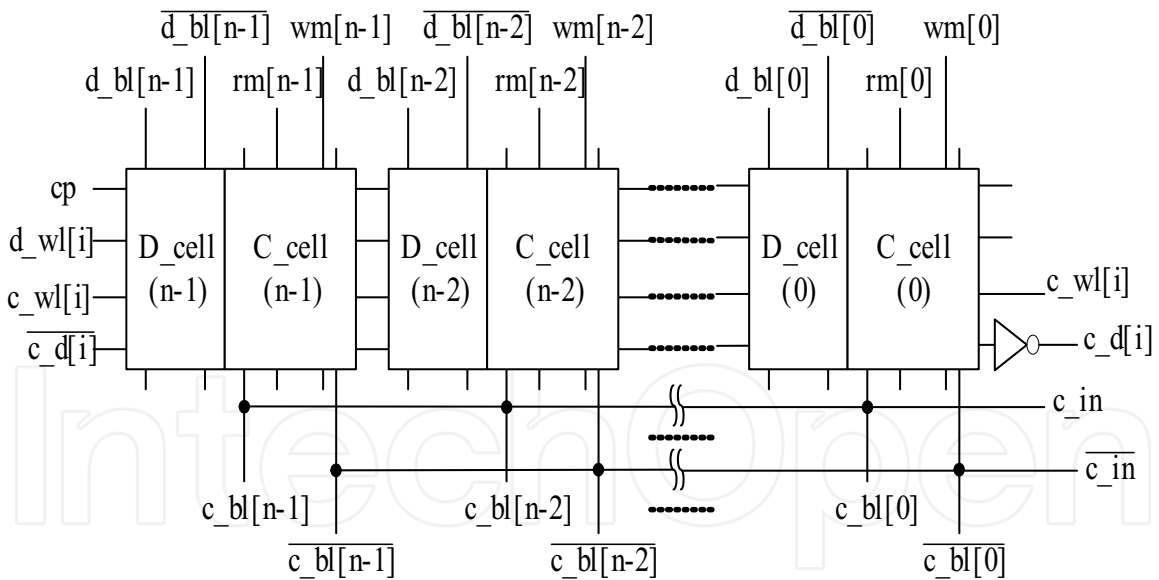 d_bl[n-1] wm[n-1] d_bl[n-2] wm[n-2] d_bl[0] wm[0]
d_bl[n-1] rm[n-1] d_bl[n-2] rm[n-2] d_bl[0] rm[0]
cp
d_wl[i] D_cell C_cell D_cell C_cell D_cell C_cell
(n-1) (n-1) (n-2) (n-2) (0) (0)
c_wl[i] c_wl[i]
c_d[i] c_d[i]
c_in
c_in
c_bl[n-1] c_bl[n-2] c_bl[0]
c_bl[n-1] c_bl[n-2] c_bl[0]
IntechOpen